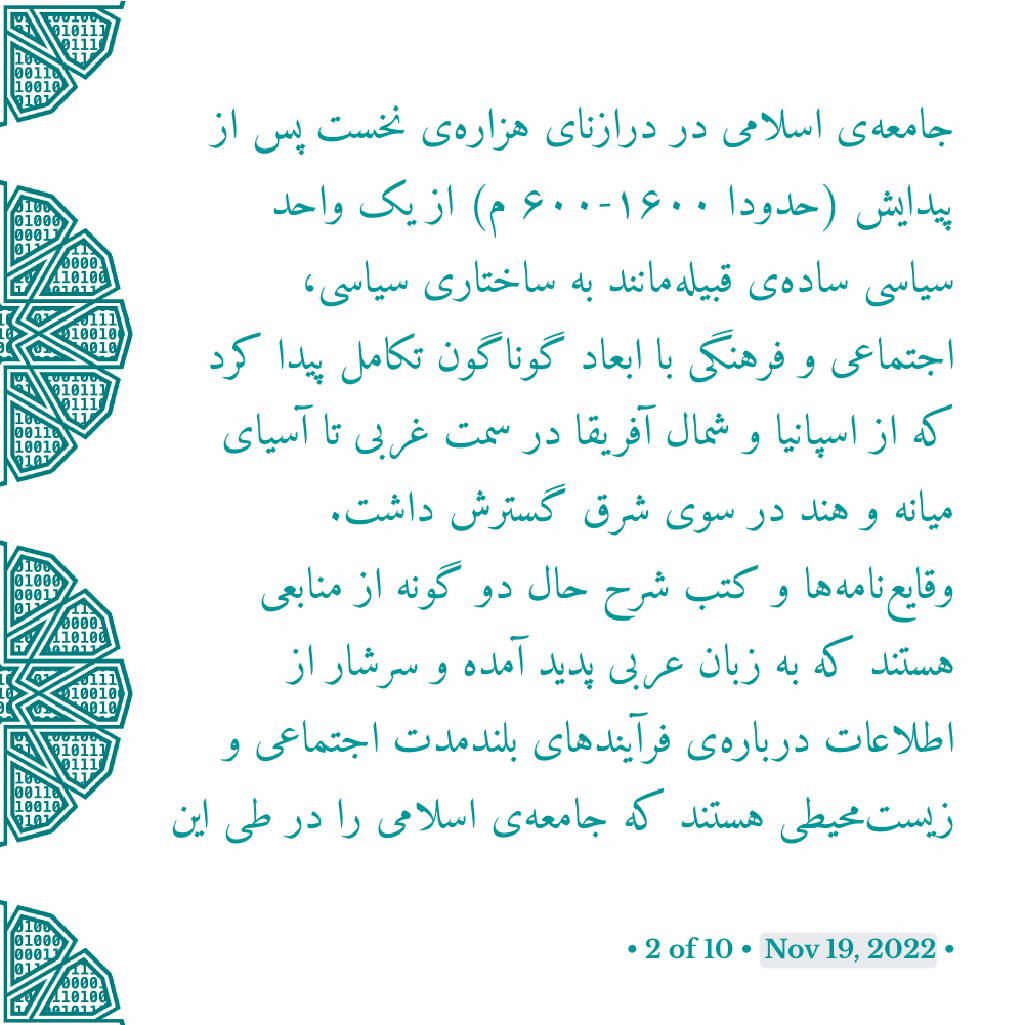 جامعه‌ی اسلامی در درازنای هزاره‌ی نخست پس از
پیدایش (حدودا ۱۶۰۰-۶۰۰ م) از یک واحد
سیاسی ساده‌ی قبیله‌مانند به ساختاری سیاسی،
اجتماعی و فرهنگی با ابعاد گوناگون تکامل پیدا کرد
که از اسپانیا و شمال آفریقا در سمت غربی تا آسیای
میانه و هند در سوی شرق گسترش داشت.
وقایع‌نامه‌ها و کتب شرح حال دو گونه از منابعی
هستند که به زبان عربی پدید آمده و سرشار از
اطلاعات درباره‌ی فرآیندهای بلندمدت اجتماعی و
زیست‌محیطی هستند که جامعه‌ی اسلامی را در طی این
• 2 of 10 • Nov 19, 2022 •